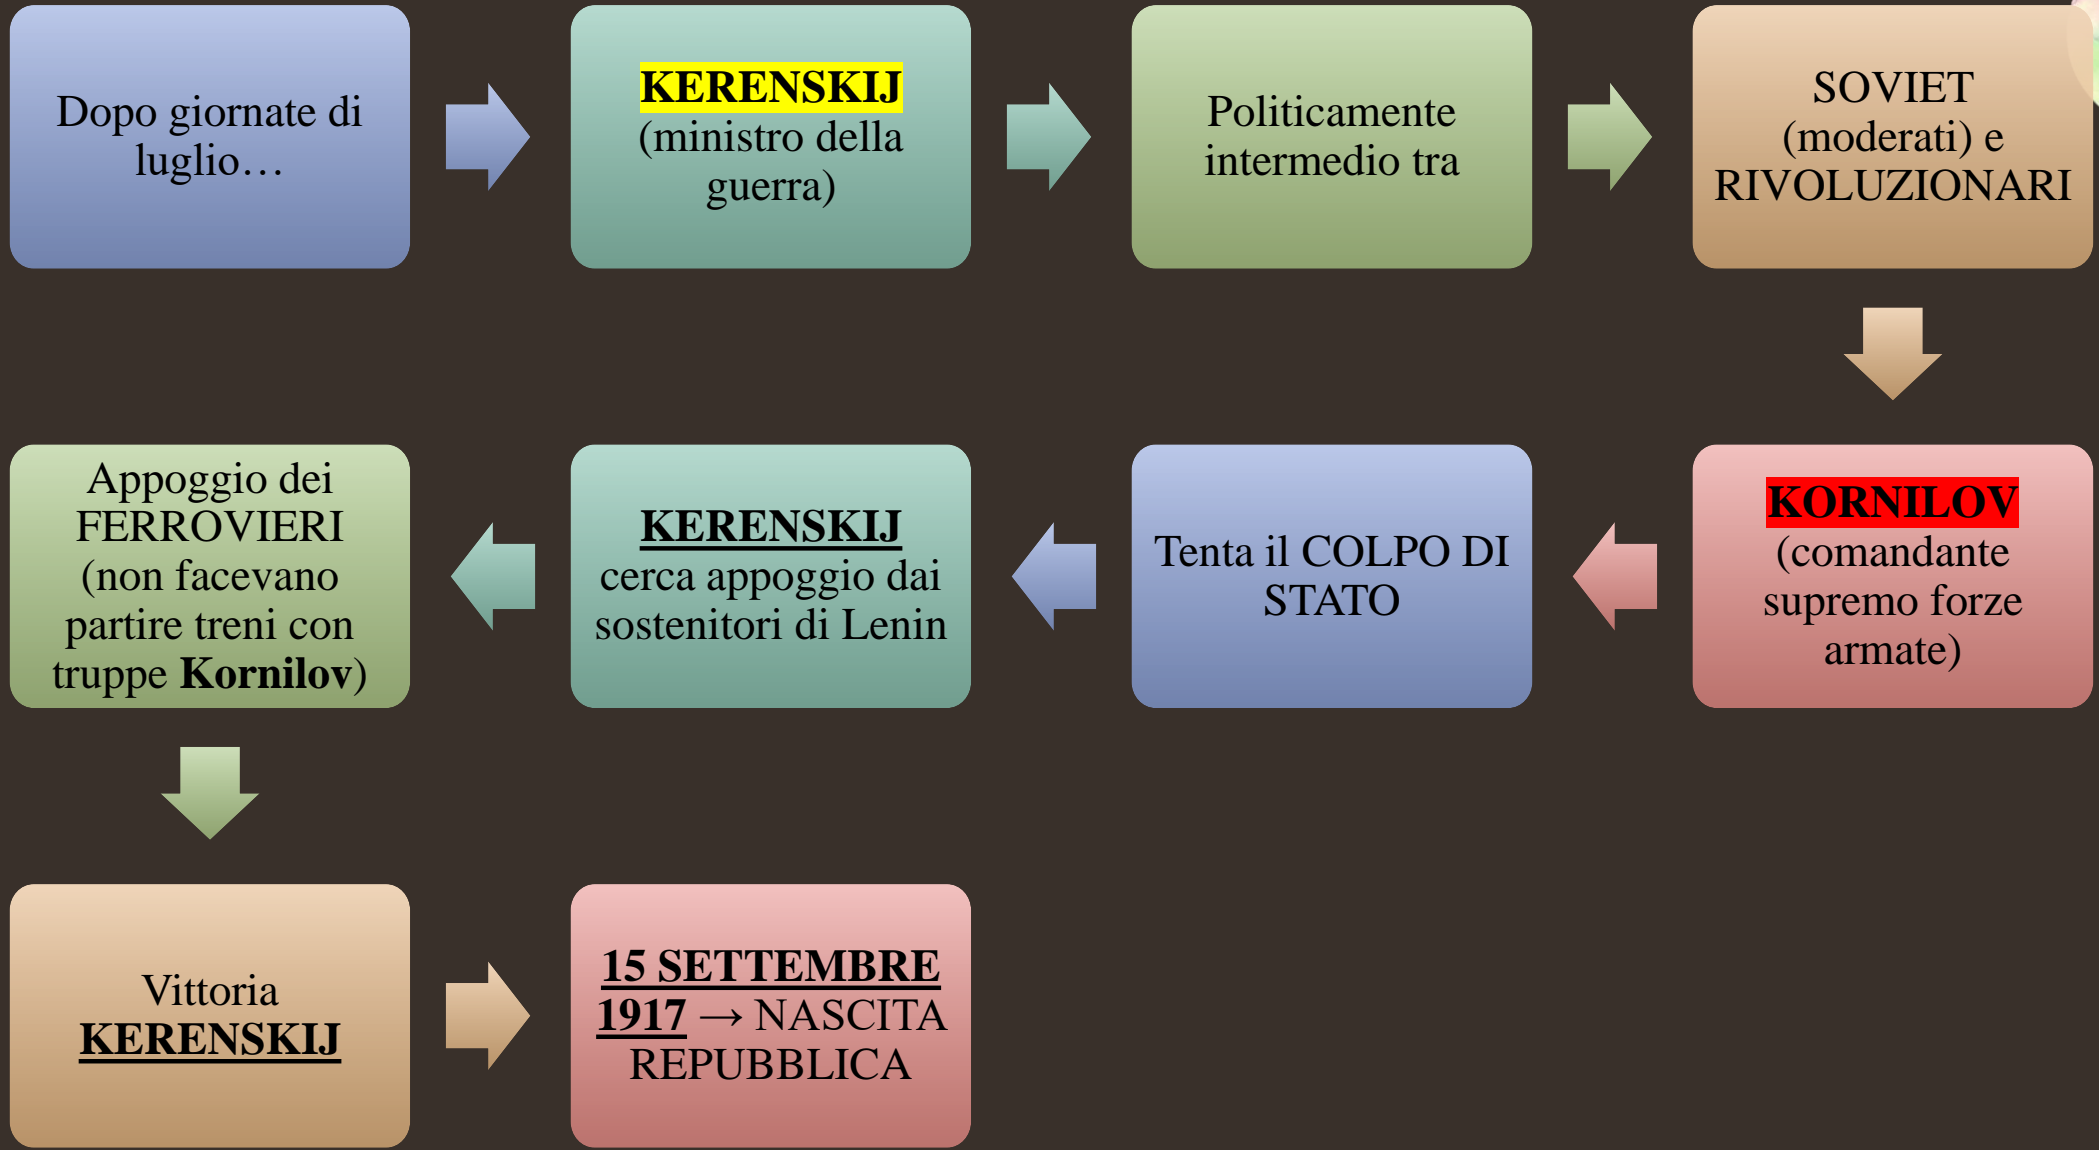 Dopo giornate di
luglio…
KERENSKIJ
(ministro della
guerra)
Politicamente
intermedio tra
SOVIET
(moderati) e
RIVOLUZIONARI
KORNILOV
(comandante
supremo forze
armate)
Tenta il COLPO DI
STATO
KERENSKIJ
cerca appoggio dai
sostenitori di Lenin
Appoggio dei
FERROVIERI
(non facevano
partire treni con
truppe Kornilov)
Vittoria
KERENSKIJ
15 SETTEMBRE
1917 → NASCITA
REPUBBLICA